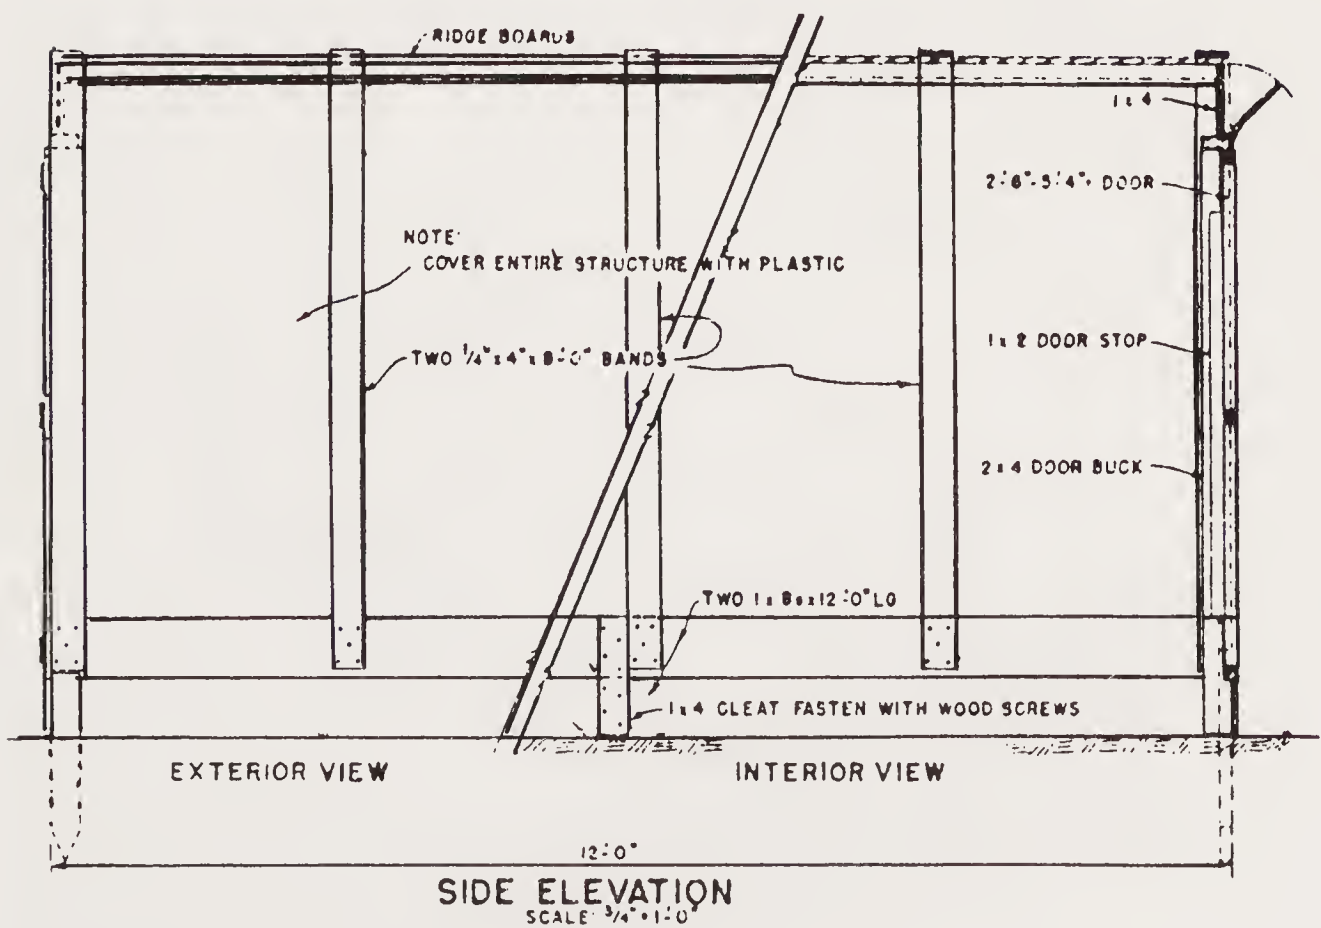 RIDGE BOARDS
1 x 4
2'-6"-5'-4" DOOR
NOTE:
COVER ENTIRE STRUCTURE WITH PLASTIC
1 x 2 DOOR STOP
TWO 1/4" x 4" x 8'-0" BANDS
2 x 4 DOOR BUCK
TWO 1 x 8s x 12'-0" LG
1 x 4 CLEAT FASTEN WITH WOOD SCREWS
EXTERIOR VIEW
INTERIOR VIEW
12'-0"
SIDE ELEVATION
SCALE: 3/4" = 1'-0"